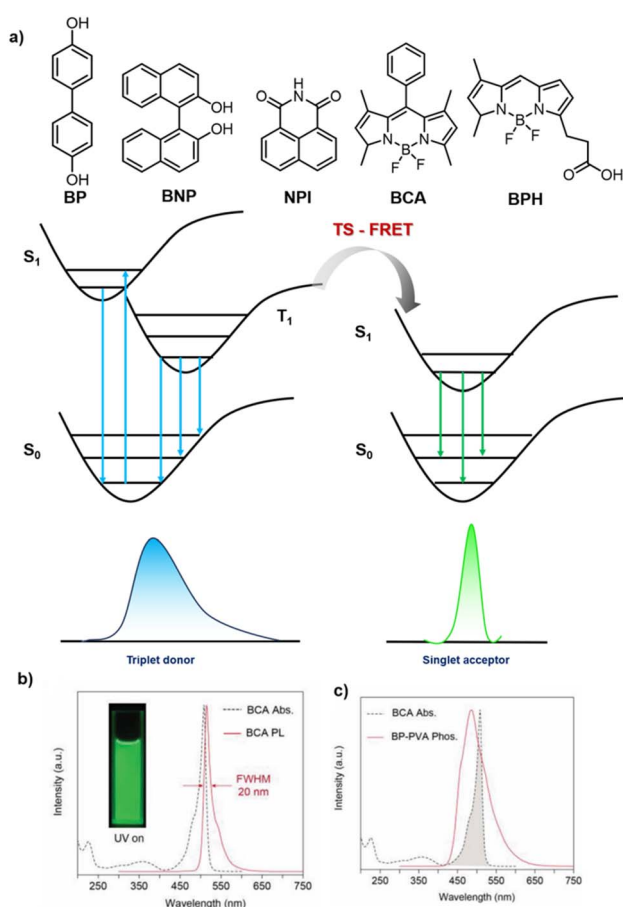 a)
OH
OH
BP
OH
OH
BNP
H
N
O
O
NPI
N
N
B
F
F
BCA
N
N
B
F
F
O
OH
BPH
TS - FRET
S1
T1
S1
S0
S0
Triplet donor
Singlet acceptor
b)
Intensity (a.u.)
BCA Abs.
BCA PL
FWHM
20 nm
UV on
250 350 450 550 650 750
Wavelength (nm)
c)
Intensity (a.u.)
BCA Abs.
BP-PVA Phos.
250 350 450 550 650 750
Wavelength (nm)